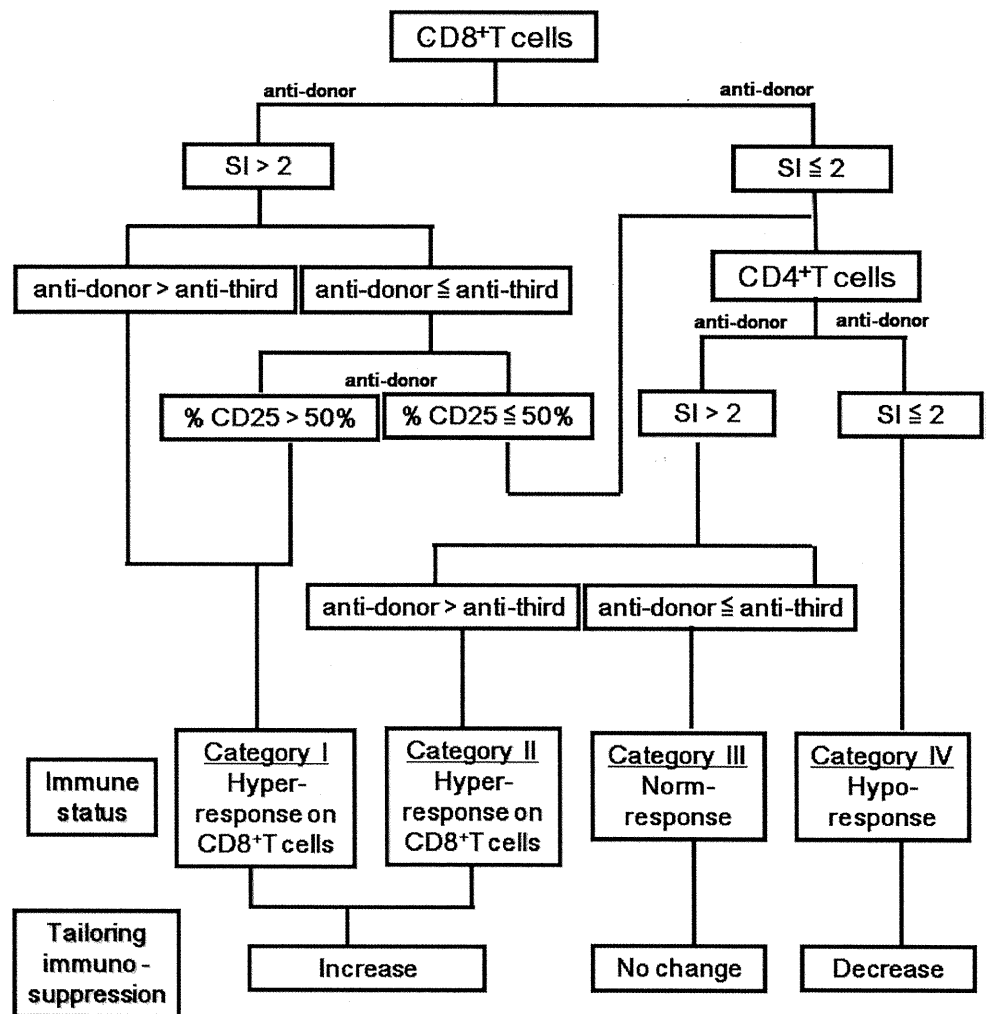 CD8⁺T cells
anti-donor
anti-donor
SI > 2
SI ≦ 2
anti-donor > anti-third
anti-donor ≦ anti-third
CD4⁺T cells
anti-donor
anti-donor
anti-donor
% CD25 > 50%
% CD25 ≦ 50%
SI > 2
SI ≦ 2
anti-donor > anti-third
anti-donor ≦ anti-third
Immune
status
Category I
Hyper-
response on
CD8⁺T cells
Category II
Hyper-
response on
CD8⁺T cells
Category III
Norm-
response
Category IV
Hypo-
response
Tailoring
immuno -
suppression
Increase
No change
Decrease